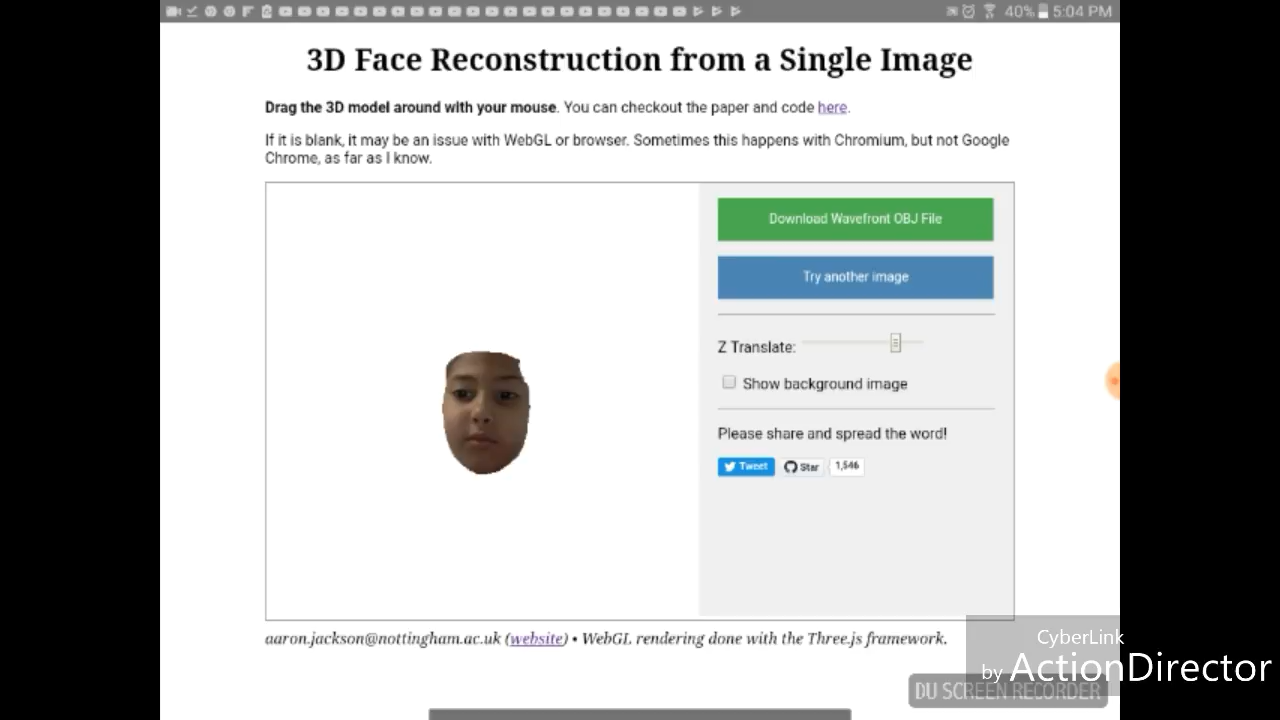 40% 5:04 PM
3D Face Reconstruction from a Single Image
Drag the 3D model around with your mouse. You can checkout the paper and code here.
If it is blank, it may be an issue with WebGL or browser. Sometimes this happens with Chromium, but not Google
Chrome, as far as I know.
Download Wavefront OBJ File
Try another image
Z Translate:
Show background image
Please share and spread the word!
Tweet Star 1,546
aaron.jackson@nottingham.ac.uk (website) • WebGL rendering done with the Three.js framework.
CyberLink
by ActionDirector
DU SCREEN RECORDER